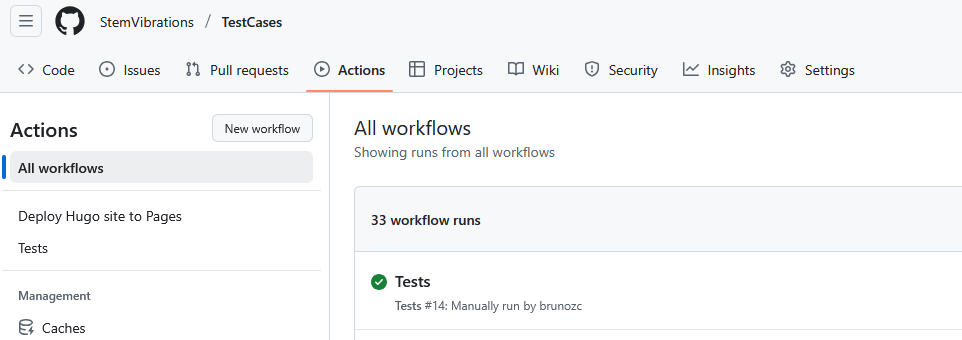 StemVibrations / TestCases
Code Issues Pull requests Actions Projects Wiki Security Insights Settings
Actions
New workflow
All workflows
Deploy Hugo site to Pages
Tests
Management
Caches
All workflows
Showing runs from all workflows
33 workflow runs
Tests
Tests #14: Manually run by brunozc